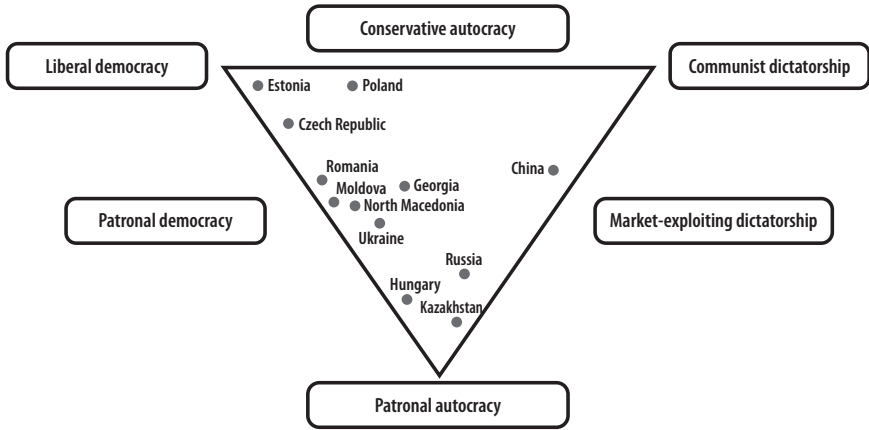 Conservative autocracy
Liberal democracy
Communist dictatorship
Estonia
Poland
Czech Republic
Romania
China
Moldova
Georgia
North Macedonia
Patronal democracy
Market-exploiting dictatorship
Ukraine
Russia
Hungary
Kazakhstan
Patronal autocracy